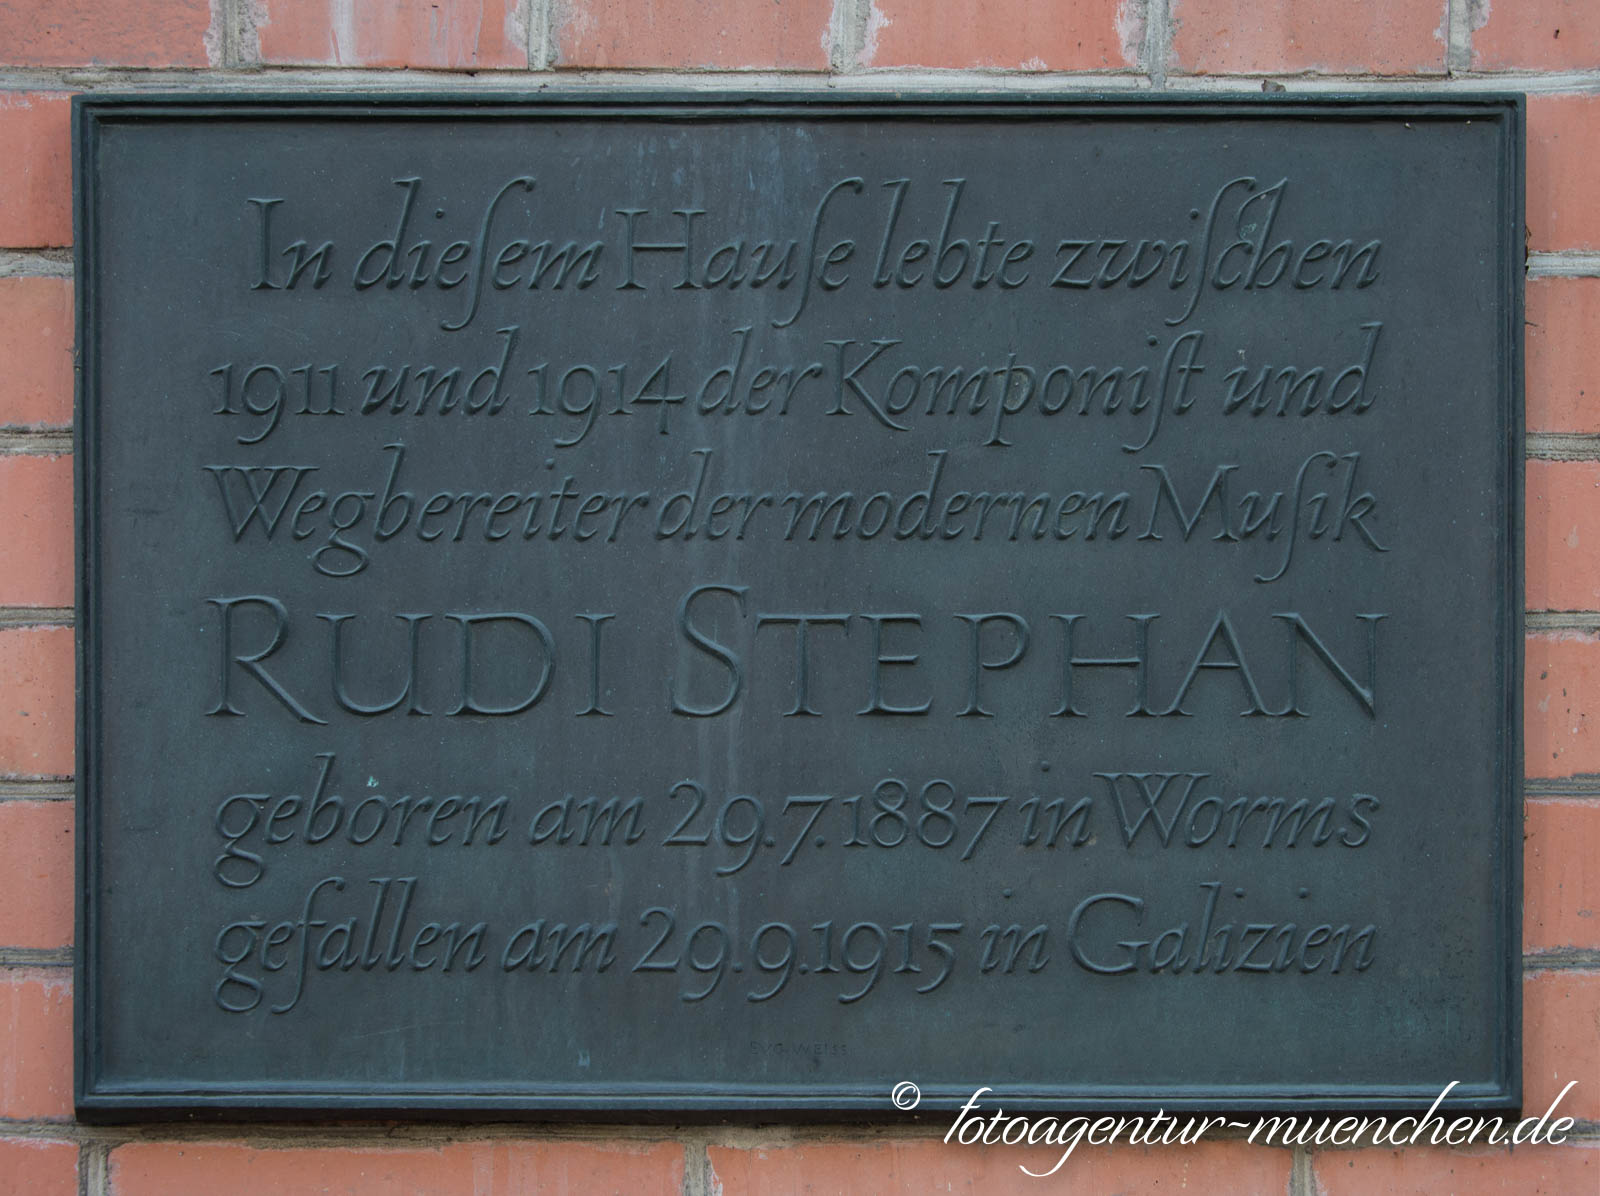 In dieſem Hauſe lebte zwiſchen
1911 und 1914 der Komponiſt und
Wegbereiter der modernen Muſik
RUDI STEPHAN
geboren am 29.7.1887 in Worms
gefallen am 29.9.1915 in Galizien
EUG. WEISS
© fotoagentur-muenchen.de